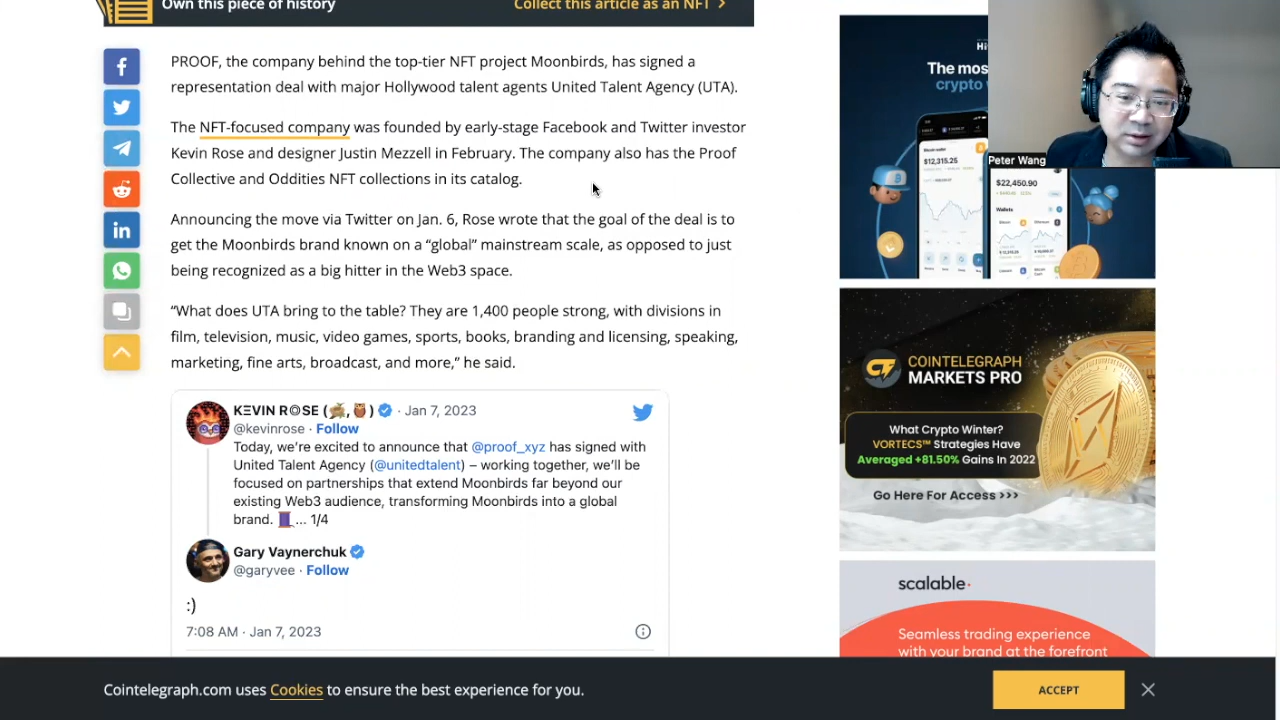 Own this piece of history
Collect this article as an NFT
PROOF, the company behind the top-tier NFT project Moonbirds, has signed a
representation deal with major Hollywood talent agents United Talent Agency (UTA).
The NFT-focused company was founded by early-stage Facebook and Twitter investor
Kevin Rose and designer Justin Mezzell in February. The company also has the Proof
Collective and Oddities NFT collections in its catalog.
Announcing the move via Twitter on Jan. 6, Rose wrote that the goal of the deal is to
get the Moonbirds brand known on a “global” mainstream scale, as opposed to just
being recognized as a big hitter in the Web3 space.
“What does UTA bring to the table? They are 1,400 people strong, with divisions in
film, television, music, video games, sports, books, branding and licensing, speaking,
marketing, fine arts, broadcast, and more,” he said.
KΞVIN R◎SE (🪹,🦉) · Jan 7, 2023
@kevinrose · Follow
Today, we’re excited to announce that @proof_xyz has signed with
United Talent Agency (@unitedtalent) – working together, we’ll be
focused on partnerships that extend Moonbirds far beyond our
existing Web3 audience, transforming Moonbirds into a global
brand. 🧵... 1/4
Gary Vaynerchuk
@garyvee · Follow
:)
7:08 AM · Jan 7, 2023
Hi
The mos
crypto
$12,315.25
Peter Wang
$22,450.90
COINTELEGRAPH
MARKETS PRO
What Crypto Winter?
VORTECS™ Strategies Have
Averaged +81.50% Gains In 2022
Go Here For Access >>>
scalable
Seamless trading experience
with your brand at the forefront
Cointelegraph.com uses Cookies to ensure the best experience for you.
ACCEPT